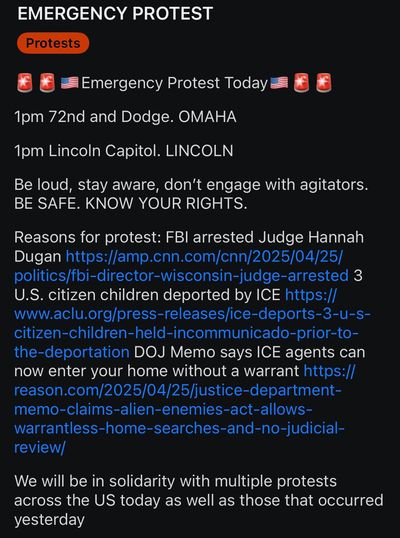 EMERGENCY PROTEST
Protests
🚨🚨🇺🇸Emergency Protest Today🇺🇸🚨🚨
1pm 72nd and Dodge. OMAHA
1pm Lincoln Capitol. LINCOLN
Be loud, stay aware, don’t engage with agitators.
BE SAFE. KNOW YOUR RIGHTS.
Reasons for protest: FBI arrested Judge Hannah
Dugan https://amp.cnn.com/cnn/2025/04/25/
politics/fbi-director-wisconsin-judge-arrested 3
U.S. citizen children deported by ICE https://
www.aclu.org/press-releases/ice-deports-3-u-s-
citizen-children-held-incommunicado-prior-to-
the-deportation DOJ Memo says ICE agents can
now enter your home without a warrant https://
reason.com/2025/04/25/justice-department-
memo-claims-alien-enemies-act-allows-
warrantless-home-searches-and-no-judicial-
review/
We will be in solidarity with multiple protests
across the US today as well as those that occurred
yesterday